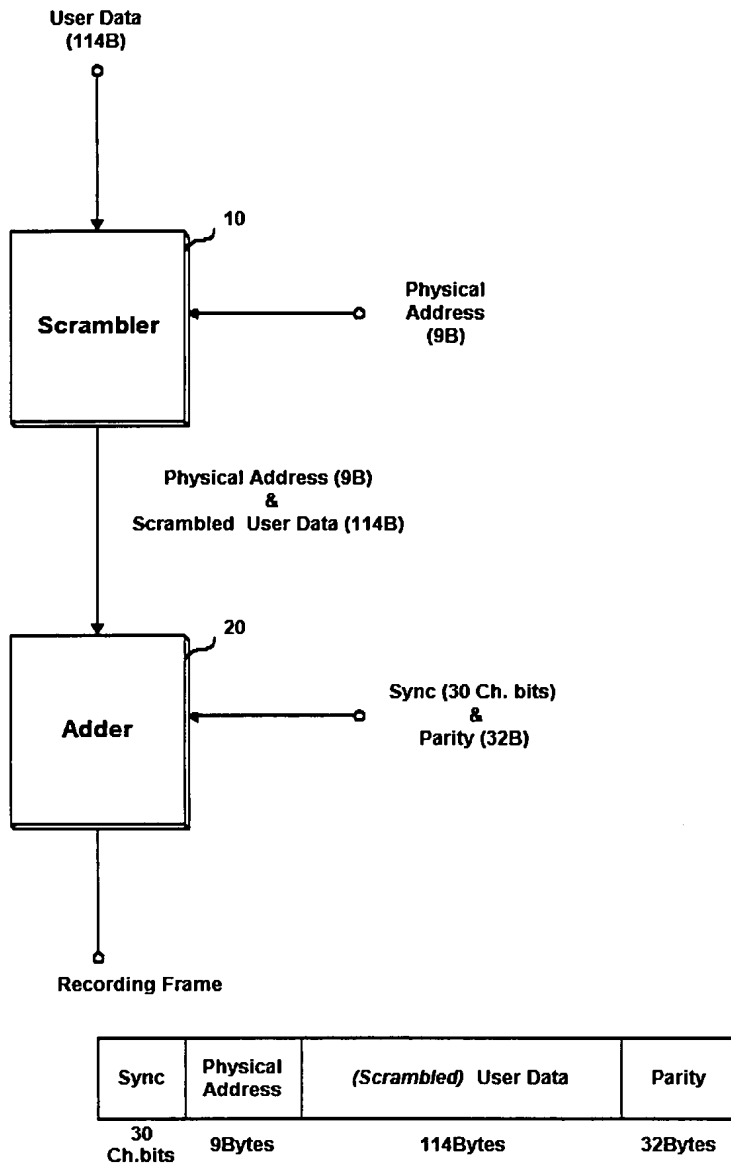 User Data
(114B)
10
Scrambler
Physical
Address
(9B)
Physical Address (9B)
&
Scrambled User Data (114B)
20
Adder
Sync (30 Ch. bits)
&
Parity (32B)
Recording Frame
Sync
Physical
Address
(Scrambled) User Data
Parity
30
Ch.bits
9Bytes
114Bytes
32Bytes